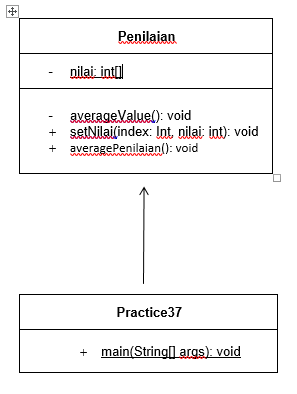 Penilaian
- nilai: int[]
- averageValue(): void
+ setNilai(index: Int, nilai: int): void
+ averagePenilaian(): void
Practice37
+ main(String[] args): void